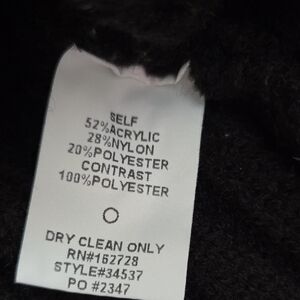 SELF
52%ACRYLIC
28%NYLON
20%POLYESTER
CONTRAST
100%POLYESTER
DRY CLEAN ONLY
RN#162728
STYLE#34537
PO #2347